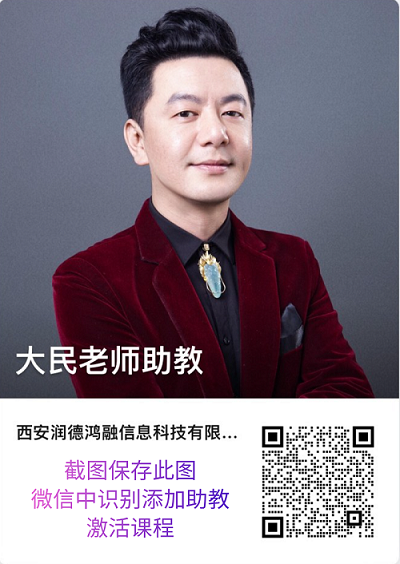 大民老师助教
西安润德鸿融信息科技有限...
截图保存此图
微信中识别添加助教
激活课程